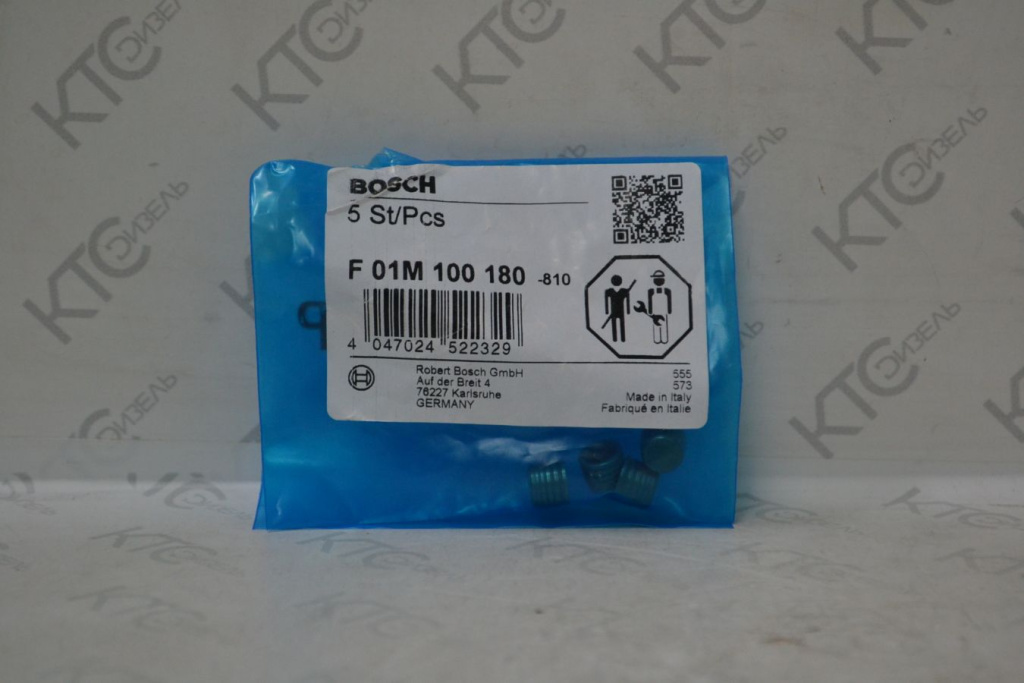 КТС ДИЗЕЛЬ
BOSCH
5 St/Pcs
F 01M 100 180 -810
4 047024 522329
Robert Bosch GmbH
Auf der Breit 4
76227 Karlsruhe
GERMANY
555
573
Made in Italy
Fabriqué en Italie